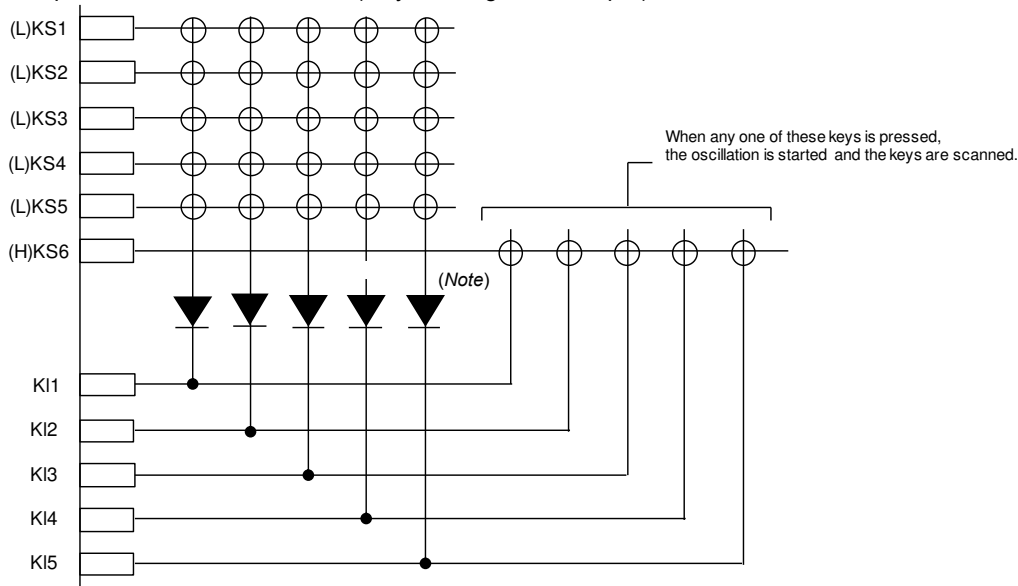 (L)KS1
(L)KS2
(L)KS3
(L)KS4
(L)KS5
(H)KS6
When any one of these keys is pressed,
the oscillation is started and the keys are scanned.
(Note)
KI1
KI2
KI3
KI4
KI5